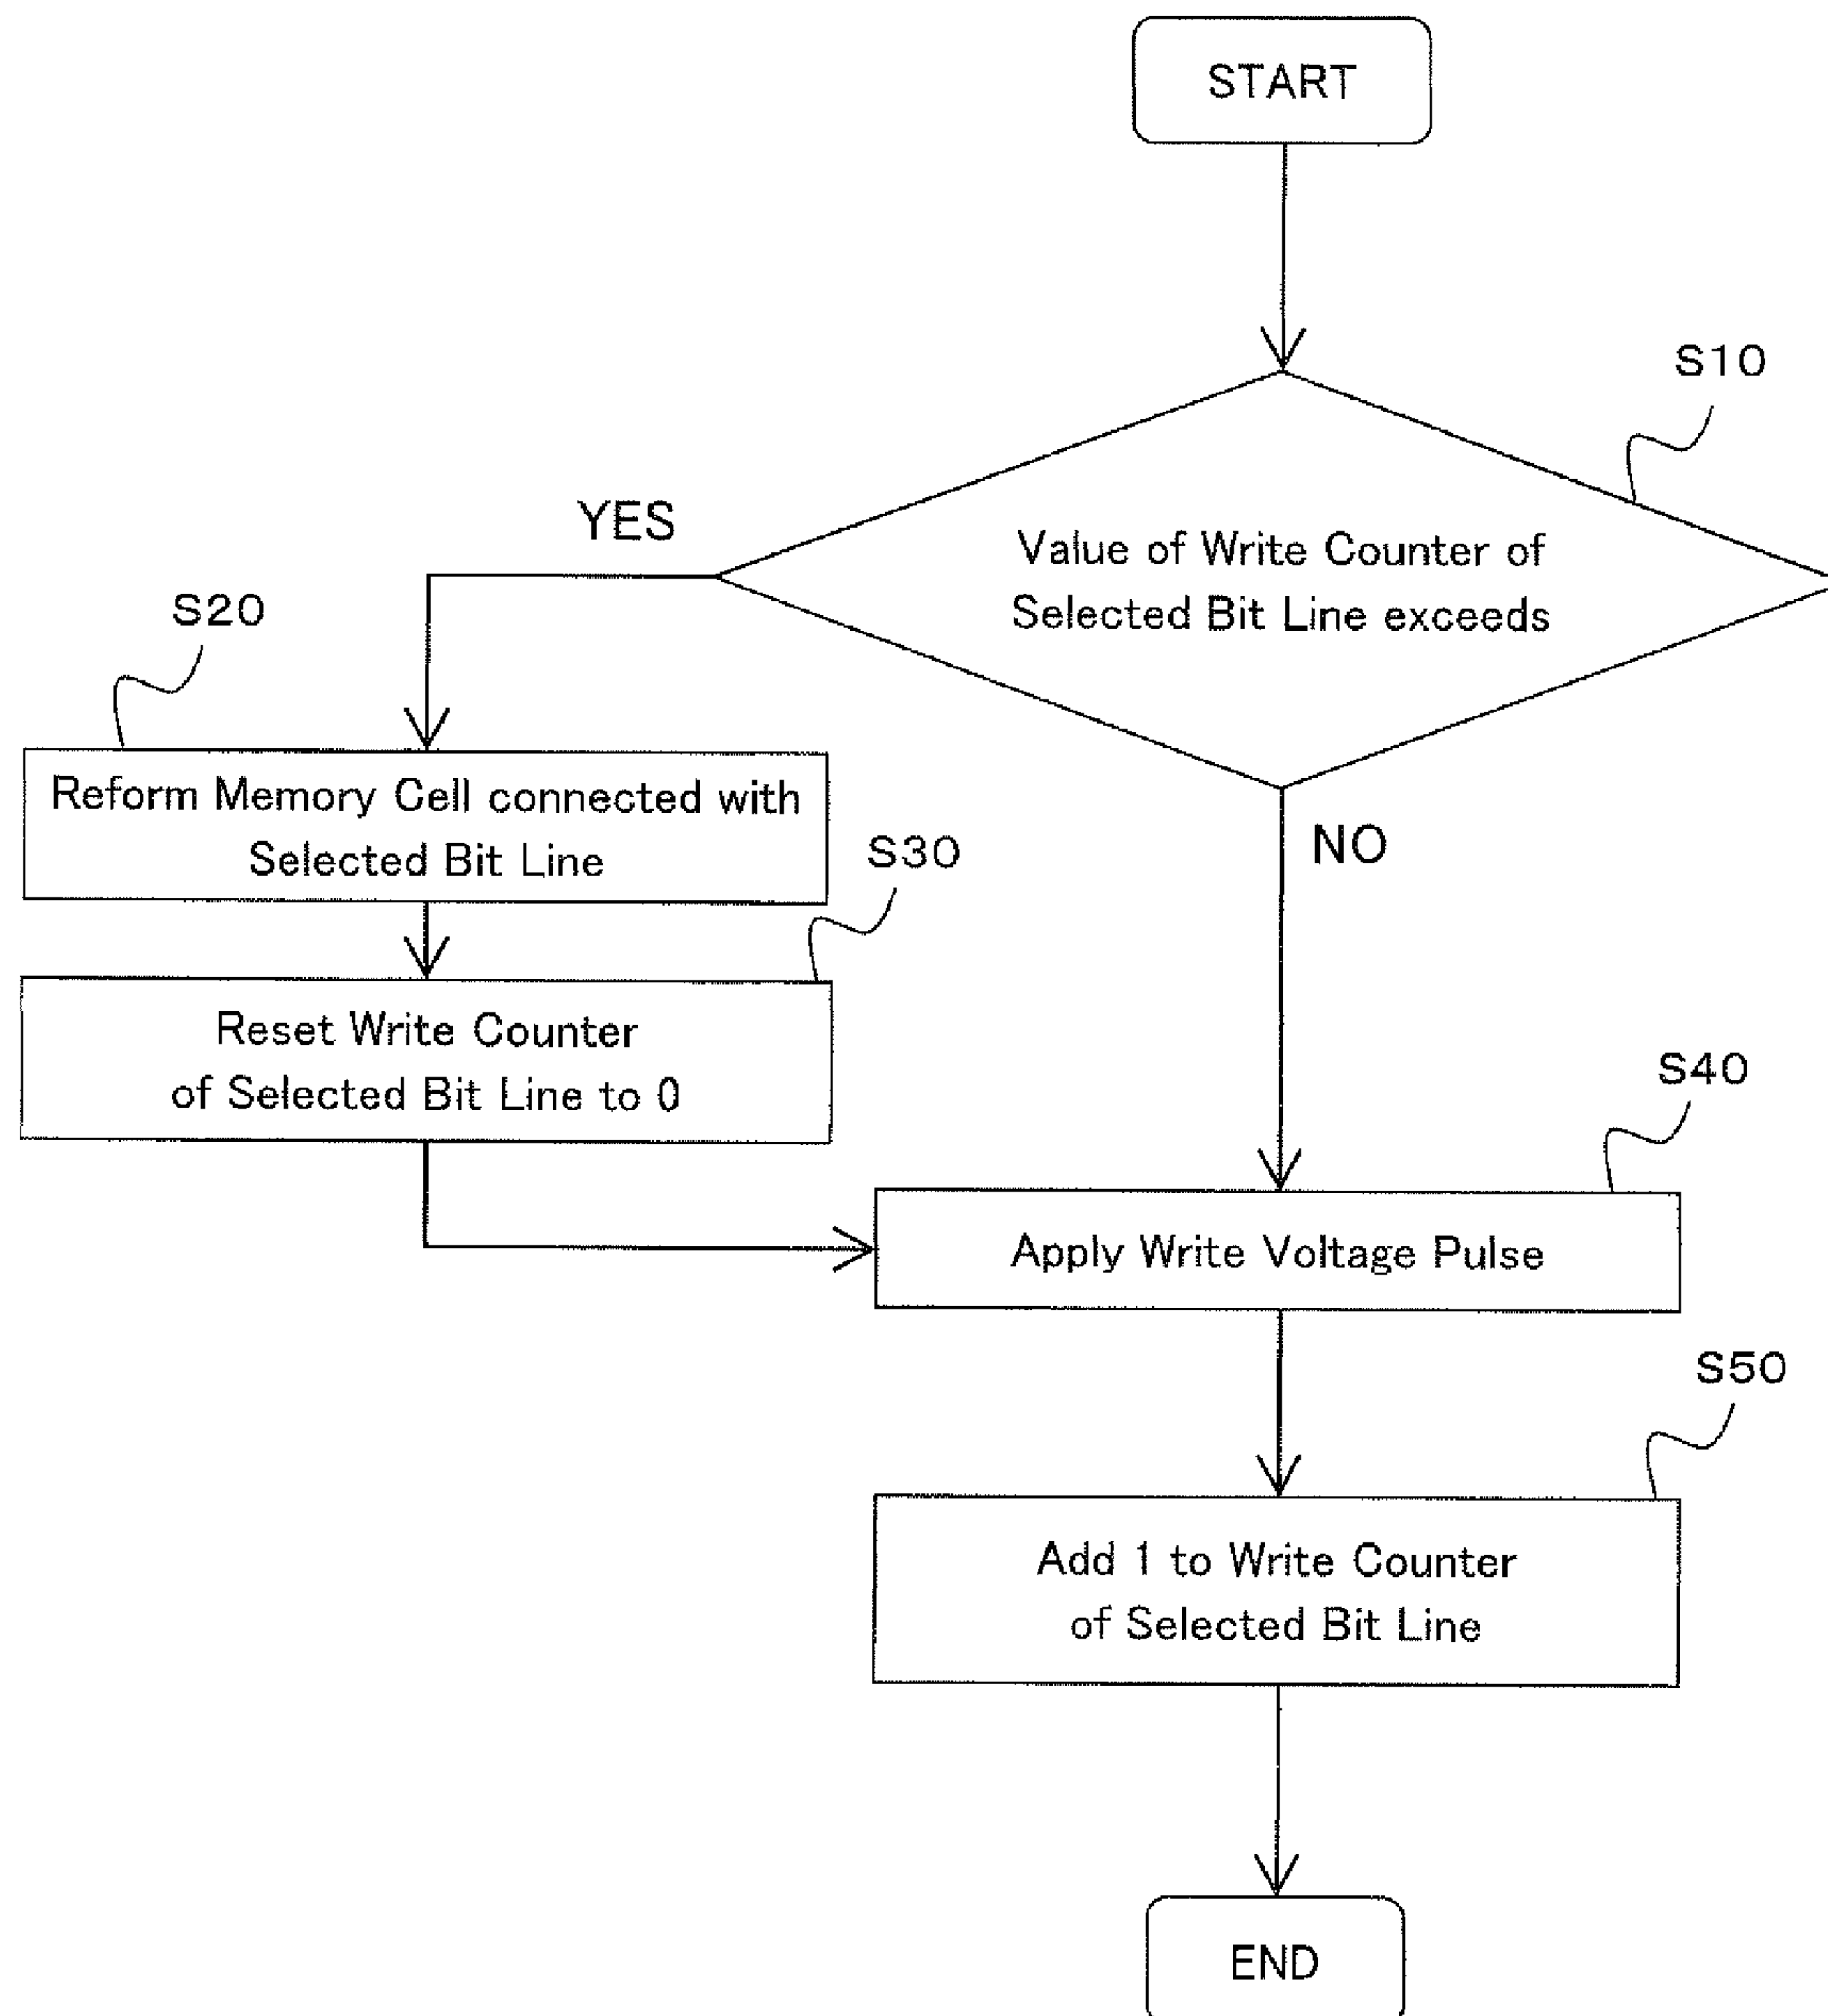 START
S10
Value of Write Counter of
Selected Bit Line exceeds
YES
NO
S20
Reform Memory Cell connected with
Selected Bit Line
S30
Reset Write Counter
of Selected Bit Line to 0
S40
Apply Write Voltage Pulse
S50
Add 1 to Write Counter
of Selected Bit Line
END